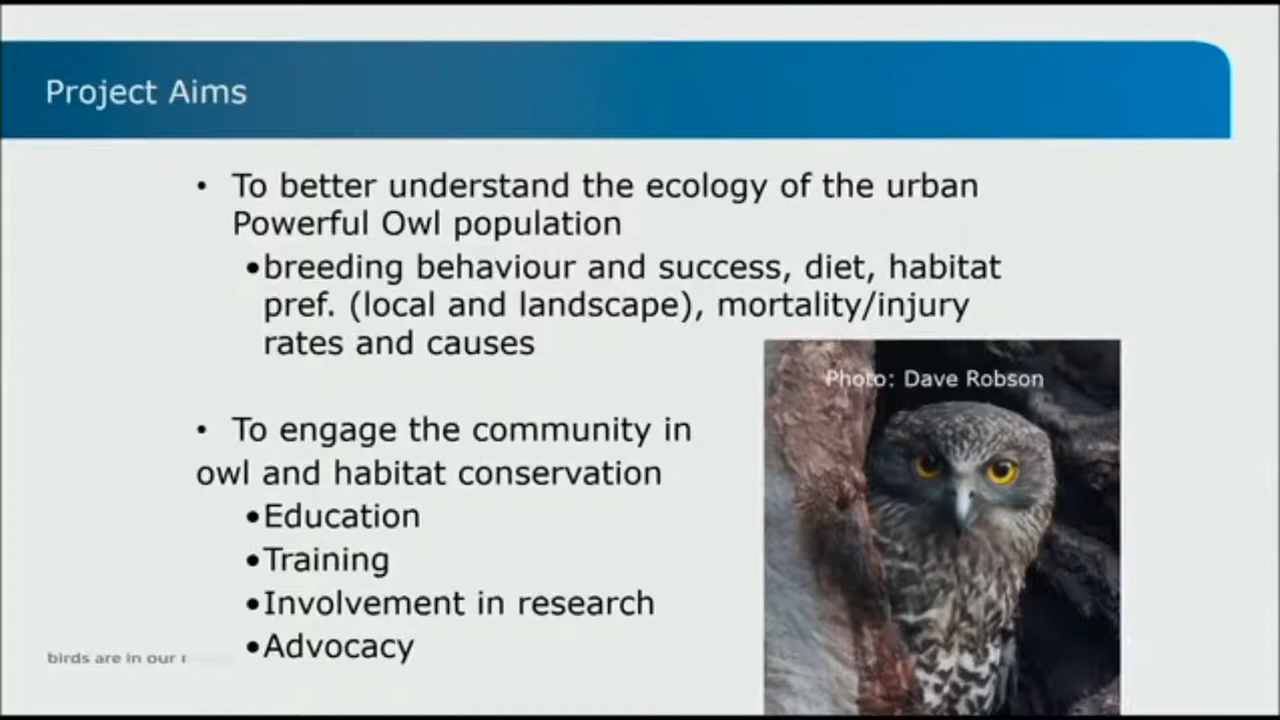 Project Aims
• To better understand the ecology of the urban
Powerful Owl population
•breeding behaviour and success, diet, habitat
pref. (local and landscape), mortality/injury
rates and causes
Photo: Dave Robson
• To engage the community in
owl and habitat conservation
•Education
•Training
•Involvement in research
•Advocacy
birds are in our